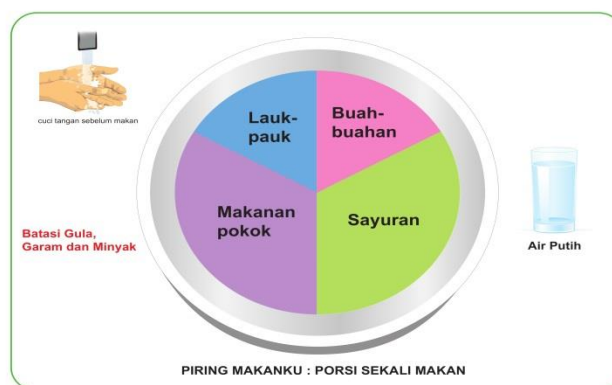 cuci tangan sebelum makan
Lauk-
pauk
Buah-
buahan
Makanan
pokok
Sayuran
Batasi Gula,
Garam dan Minyak
Air Putih
PIRING MAKANKU : PORSI SEKALI MAKAN